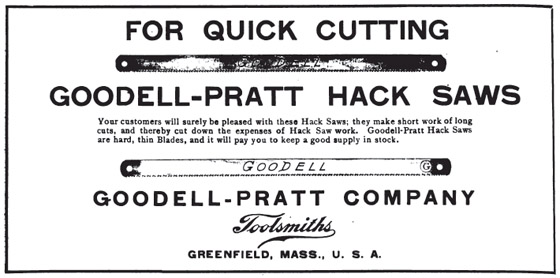 FOR QUICK CUTTING
GOODELL
GOODELL-PRATT HACK SAWS
Your customers will surely be pleased with these Hack Saws; they make short work of long
cuts, and thereby cut down the expenses of Hack Saw work. Goodell-Pratt Hack Saws
are hard, thin Blades, and it will pay you to keep a good supply in stock.
GOODELL G
GOODELL-PRATT COMPANY
Toolsmiths
GREENFIELD, MASS., U. S. A.